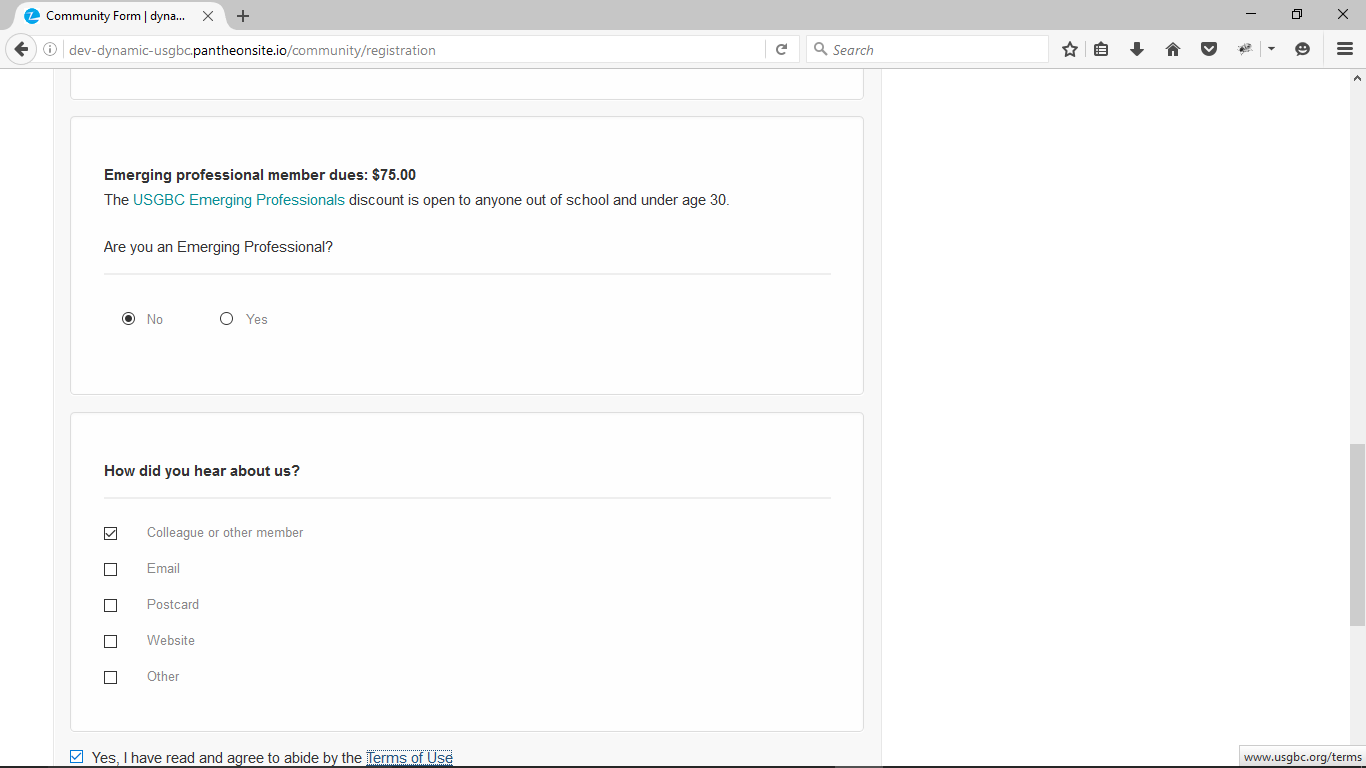 Community Form | dyna...
dev-dynamic-usgbc.pantheonsite.io/community/registration
Search
Emerging professional member dues: $75.00
The USGBC Emerging Professionals discount is open to anyone out of school and under age 30.
Are you an Emerging Professional?
No Yes
How did you hear about us?
Colleague or other member
Email
Postcard
Website
Other
Yes, I have read and agree to abide by the Terms of Use
www.usgbc.org/terms